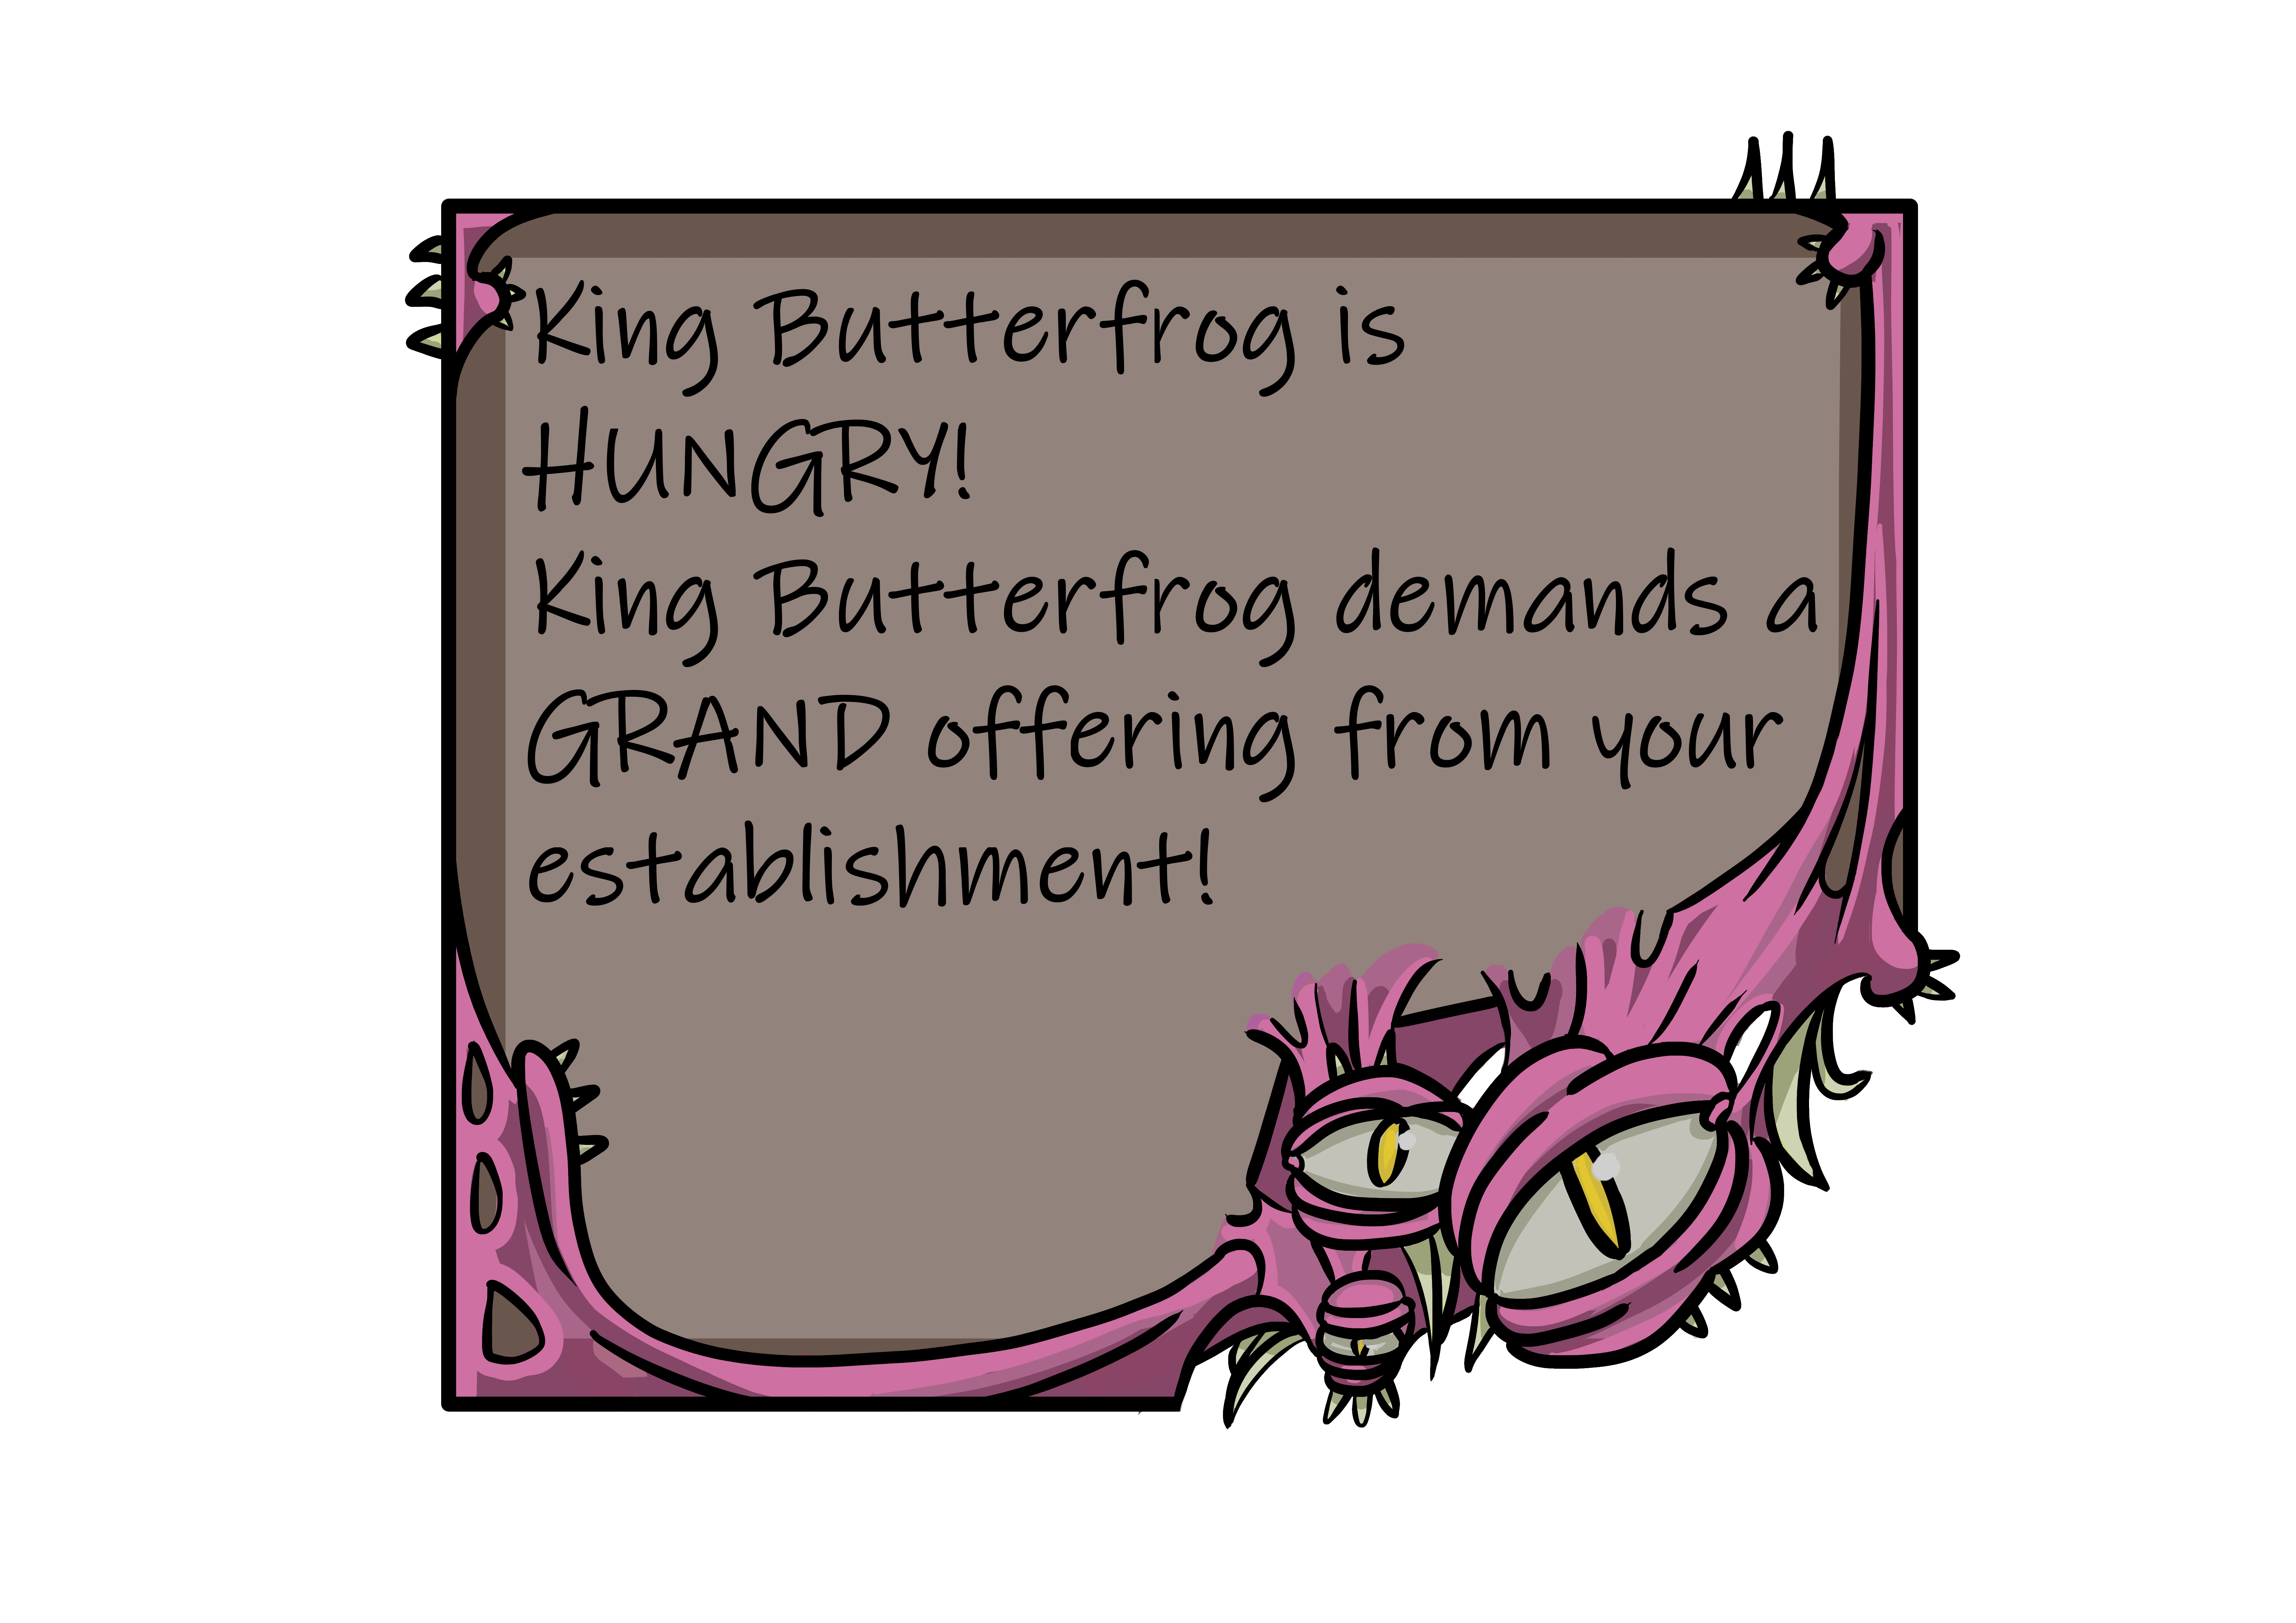 King Butterfrog is
HUNGRY!
King Butterfrog demands a
GRAND offering from your
establishment!